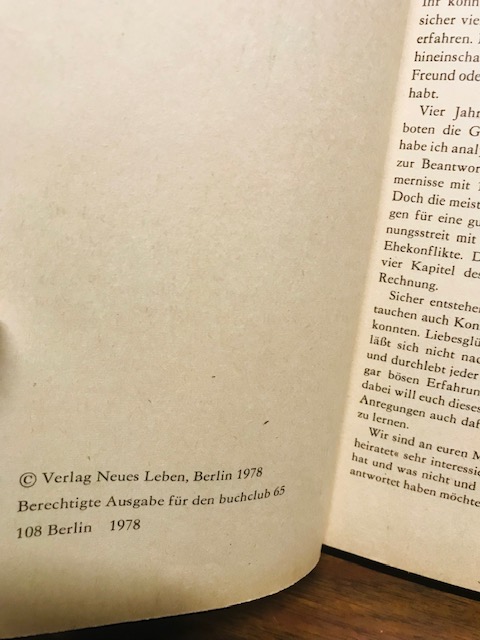 © Verlag Neues Leben, Berlin 1978
Berechtigte Ausgabe für den buchclub 65
108 Berlin 1978
Ihr könn
sicher vie
erfahren.
hineinscha
Freund ode
habt.
Vier Jahr
boten die G
habe ich anal
zur Beantwor
mernisse mit
Doch die meist
gen für eine gu
nungsstreit mit
Ehekonflikte. D
vier Kapitel des
Rechnung.
Sicher entstehe
tauchen auch Kon
konnten. Liebesglü
läßt sich nicht nac
und durchlebt jeder
gar bösen Erfahrun
dabei will euch dieses
Anregungen auch daf
zu lernen.
Wir sind an euren M
heiratete sehr interessie
hat und was nicht und
antwortet haben möchte